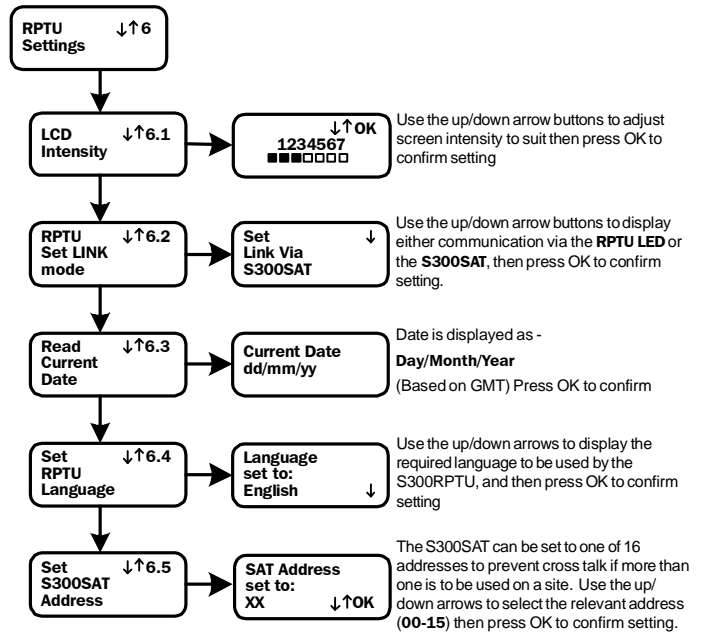 RPTU ↓↑6
Settings
LCD ↓↑6.1
Intensity
↓↑OK
1234567
Use the up/down arrow buttons to adjust
screen intensity to suit then press OK to
confirm setting
RPTU ↓↑6.2
Set LINK
mode
Set ↓
Link Via
S300SAT
Use the up/down arrow buttons to display
either communication via the RPTU LED or
the S300SAT, then press OK to confirm
setting.
Read ↓↑6.3
Current
Date
Current Date
dd/mm/yy
Date is displayed as -
Day/Month/Year
(Based on GMT) Press OK to confirm
Set ↓↑6.4
RPTU
Language
Language
set to:
English ↓
Use the up/down arrows to display the
required language to be used by the
S300RPTU, and then press OK to confirm
setting
Set ↓↑6.5
S300SAT
Address
SAT Address
set to:
XX ↓↑OK
The S300SAT can be set to one of 16
addresses to prevent cross talk if more than
one is to be used on a site. Use the up/
down arrows to select the relevant address
(00-15) then press OK to confirm setting.